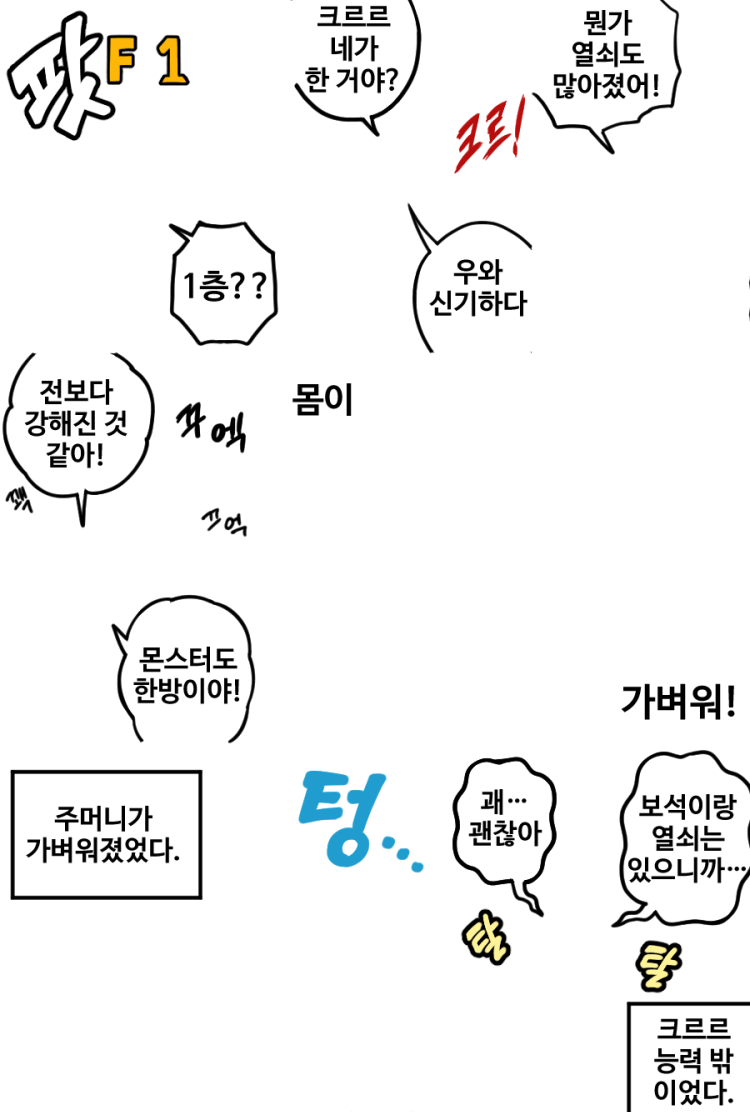 팟
F 1
크르르
네가
한 거야?
뭔가
열쇠도
많아졌어!
크르!
1층??
우와
신기하다
전보다
강해진 것
같아!
꽥
꾸엑
끄억
몸이
몬스터도
한방이야!
가벼워!
주머니가
가벼워졌었다.
텅...
괘…
괜찮아
보석이랑
열쇠는
있으니까…
크르르
능력 밖
이었다.